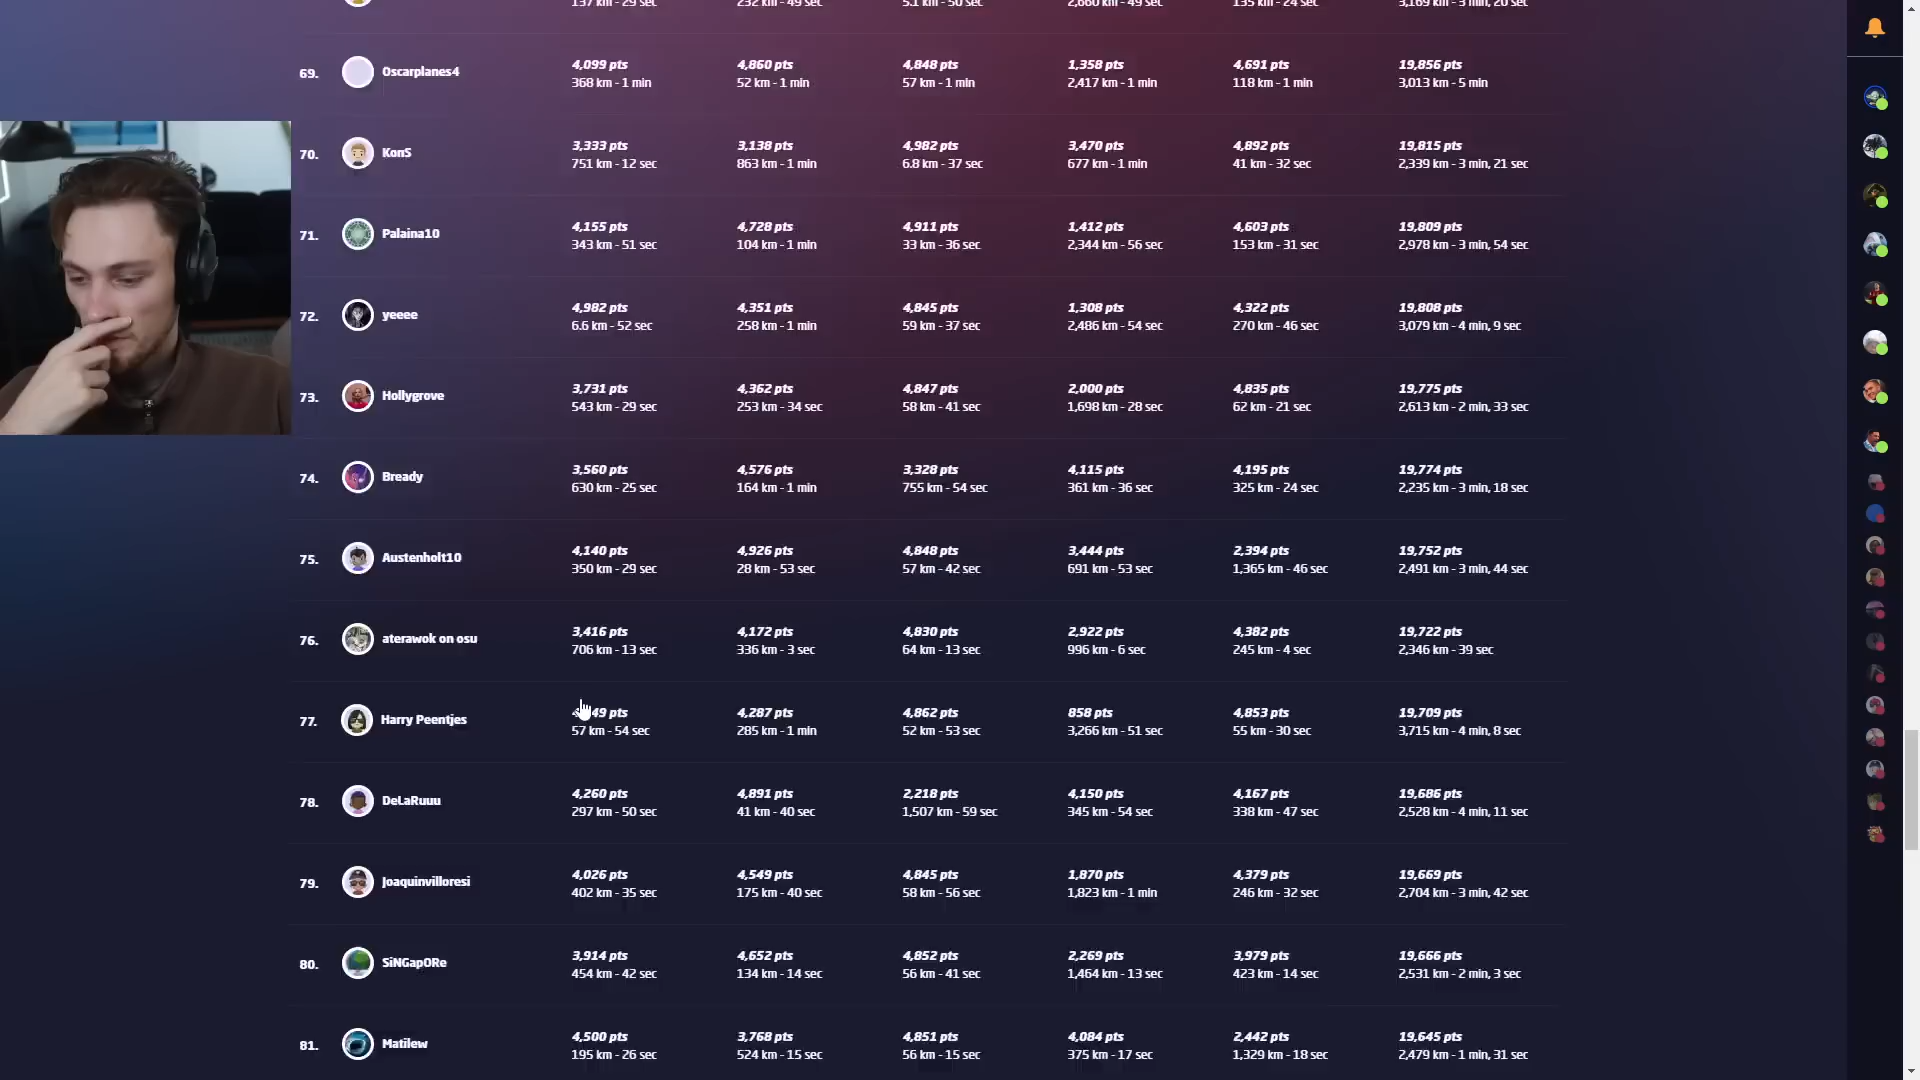 137 km - 29 sec 232 km - 49 sec 5.1 km - 50 sec 2,660 km - 49 sec 135 km - 24 sec 3,169 km - 3 min, 20 sec
69. Oscarplanes4 4,099 pts 4,860 pts 4,848 pts 1,358 pts 4,691 pts 19,856 pts
368 km - 1 min 52 km - 1 min 57 km - 1 min 2,417 km - 1 min 118 km - 1 min 3,013 km - 5 min
70. KonS 3,333 pts 3,138 pts 4,982 pts 3,470 pts 4,892 pts 19,815 pts
751 km - 12 sec 863 km - 1 min 6.8 km - 37 sec 677 km - 1 min 41 km - 32 sec 2,339 km - 3 min, 21 sec
71. Palaina10 4,155 pts 4,728 pts 4,911 pts 1,412 pts 4,603 pts 19,809 pts
343 km - 51 sec 104 km - 1 min 33 km - 36 sec 2,344 km - 56 sec 153 km - 31 sec 2,978 km - 3 min, 54 sec
72. yeeee 4,982 pts 4,351 pts 4,845 pts 1,308 pts 4,322 pts 19,808 pts
6.6 km - 52 sec 258 km - 1 min 59 km - 37 sec 2,486 km - 54 sec 270 km - 46 sec 3,079 km - 4 min, 9 sec
73. Hollygrove 3,731 pts 4,362 pts 4,847 pts 2,000 pts 4,835 pts 19,775 pts
543 km - 29 sec 253 km - 34 sec 58 km - 41 sec 1,698 km - 28 sec 62 km - 21 sec 2,613 km - 2 min, 33 sec
74. Bready 3,560 pts 4,576 pts 3,328 pts 4,115 pts 4,195 pts 19,774 pts
630 km - 25 sec 164 km - 1 min 755 km - 54 sec 361 km - 36 sec 325 km - 24 sec 2,235 km - 3 min, 18 sec
75. Austenholt10 4,140 pts 4,926 pts 4,848 pts 3,444 pts 2,394 pts 19,752 pts
350 km - 29 sec 28 km - 53 sec 57 km - 42 sec 691 km - 53 sec 1,365 km - 46 sec 2,491 km - 3 min, 44 sec
76. aterawok on osu 3,416 pts 4,172 pts 4,830 pts 2,922 pts 4,382 pts 19,722 pts
706 km - 13 sec 336 km - 3 sec 64 km - 13 sec 996 km - 6 sec 245 km - 4 sec 2,346 km - 39 sec
77. Harry Peentjes pts 4,287 pts 4,862 pts 858 pts 4,853 pts 19,709 pts
57 km - 54 sec 285 km - 1 min 52 km - 53 sec 3,266 km - 51 sec 55 km - 30 sec 3,715 km - 4 min, 8 sec
78. DeLaRuuu 4,260 pts 4,891 pts 2,218 pts 4,150 pts 4,167 pts 19,686 pts
297 km - 50 sec 41 km - 40 sec 1,507 km - 59 sec 345 km - 54 sec 338 km - 47 sec 2,528 km - 4 min, 11 sec
79. Joaquinvilloresi 4,026 pts 4,549 pts 4,845 pts 1,870 pts 4,379 pts 19,669 pts
402 km - 35 sec 175 km - 40 sec 58 km - 56 sec 1,823 km - 1 min 246 km - 32 sec 2,704 km - 3 min, 42 sec
80. SiNGapORe 3,914 pts 4,652 pts 4,852 pts 2,269 pts 3,979 pts 19,666 pts
454 km - 42 sec 134 km - 14 sec 56 km - 41 sec 1,464 km - 13 sec 423 km - 14 sec 2,531 km - 2 min, 3 sec
81. Matilew 4,500 pts 3,768 pts 4,851 pts 4,084 pts 2,442 pts 19,645 pts
195 km - 26 sec 524 km - 15 sec 56 km - 15 sec 375 km - 17 sec 1,329 km - 18 sec 2,479 km - 1 min, 31 sec